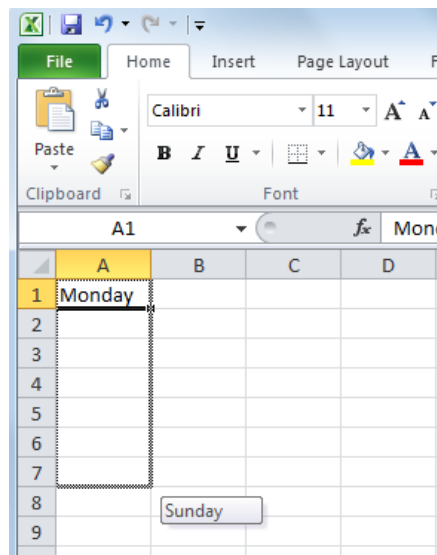 File Home Insert Page Layout F
Calibri 11 A A
Paste B I U A
Clipboard Font
A1 fx Mon
A B C D
1 Monday
2
3
4
5
6
7
8 Sunday
9